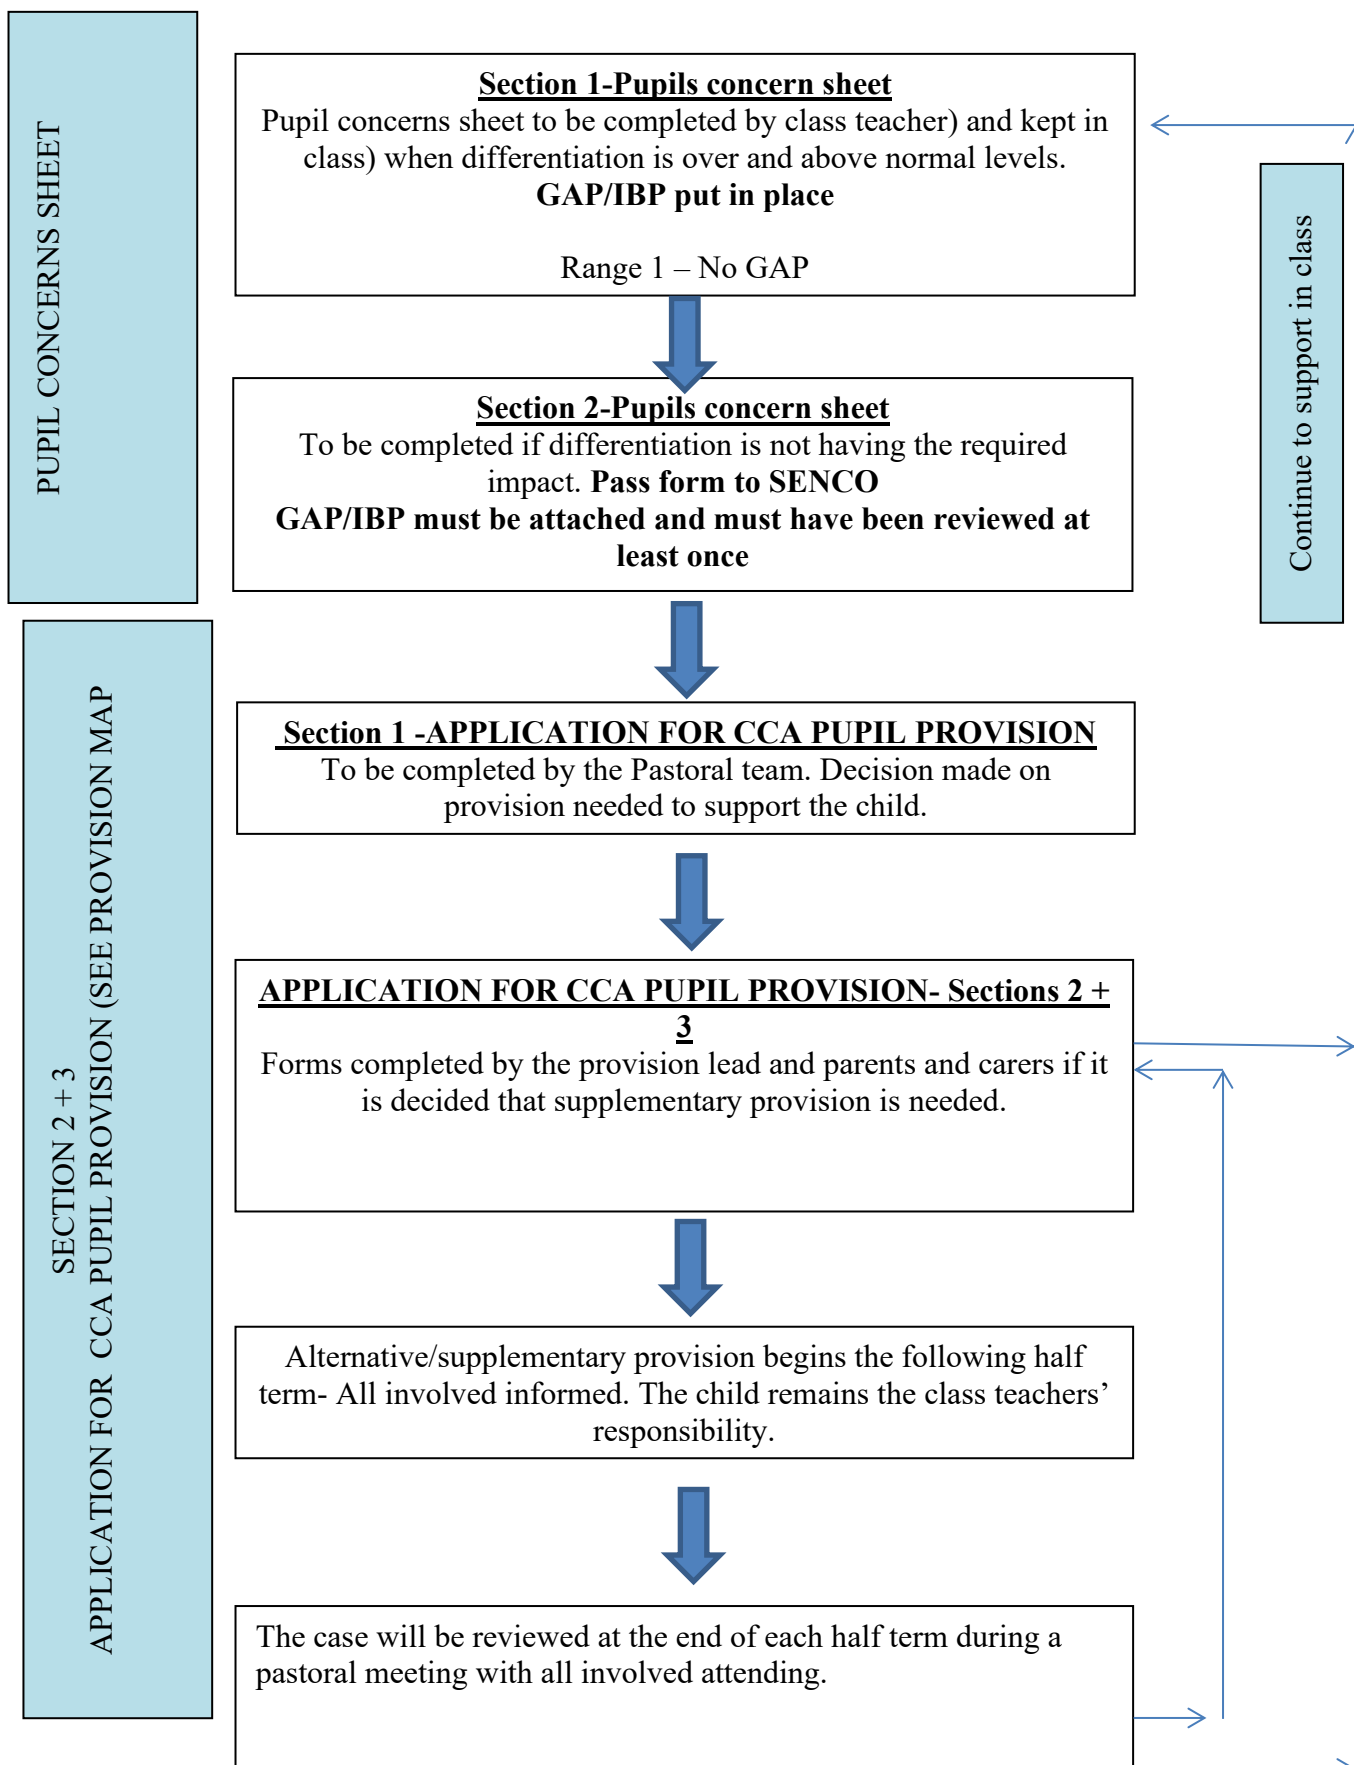 PUPIL CONCERNS SHEET
Section 1-Pupils concern sheet
Pupil concerns sheet to be completed by class teacher) and kept in
class) when differentiation is over and above normal levels.
GAP/IBP put in place
Range 1 – No GAP
Continue to support in class
Section 2-Pupils concern sheet
To be completed if differentiation is not having the required
impact. Pass form to SENCO
GAP/IBP must be attached and must have been reviewed at
least once
SECTION 2 + 3
APPLICATION FOR  CCA PUPIL PROVISION (SEE PROVISION MAP
Section 1 -APPLICATION FOR CCA PUPIL PROVISION
To be completed by the Pastoral team. Decision made on
provision needed to support the child.
APPLICATION FOR CCA PUPIL PROVISION- Sections 2 +
3
Forms completed by the provision lead and parents and carers if it
is decided that supplementary provision is needed.
Alternative/supplementary provision begins the following half
term- All involved informed. The child remains the class teachers’
responsibility.
The case will be reviewed at the end of each half term during a
pastoral meeting with all involved attending.